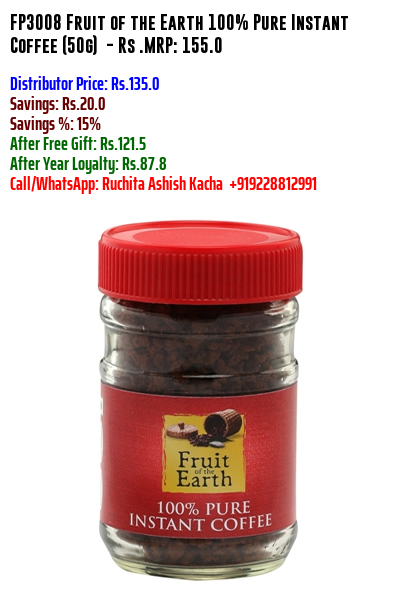 FP3008 Fruit of the Earth 100% Pure Instant
Coffee (50g) - Rs .MRP: 155.0
Distributor Price: Rs.135.0
Savings: Rs.20.0
Savings %: 15%
After Free Gift: Rs.121.5
After Year Loyalty: Rs.87.8
Call/WhatsApp: Ruchita Ashish Kacha +919228812991
Fruit
of the
Earth
100% PURE
INSTANT COFFEE